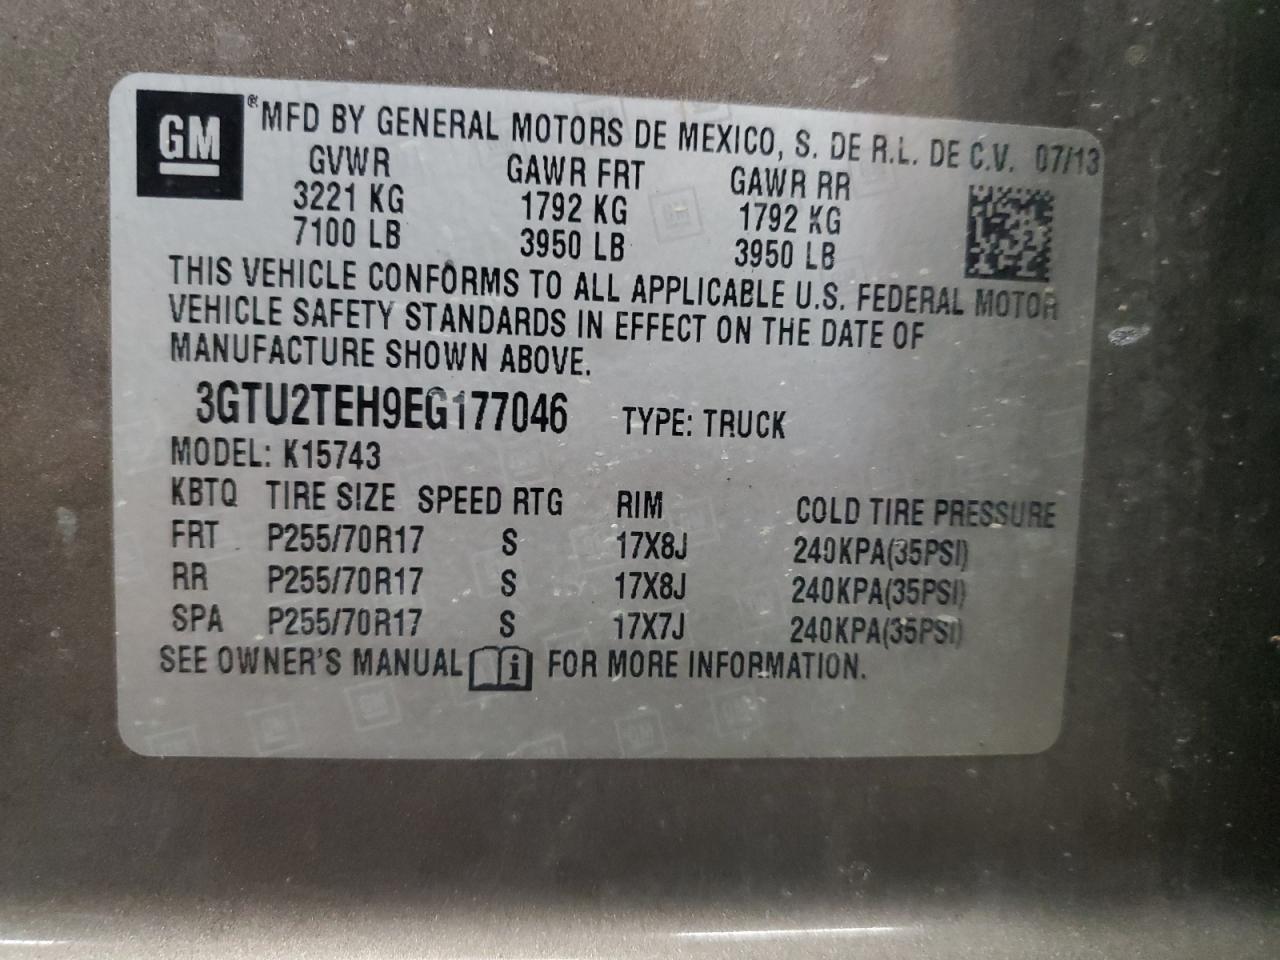 GM ® MFD BY GENERAL MOTORS DE MEXICO, S. DE R.L. DE C.V. 07/13
GVWR GAWR FRT GAWR RR
3221 KG 1792 KG 1792 KG
7100 LB 3950 LB 3950 LB
THIS VEHICLE CONFORMS TO ALL APPLICABLE U.S. FEDERAL MOTOR
VEHICLE SAFETY STANDARDS IN EFFECT ON THE DATE OF
MANUFACTURE SHOWN ABOVE.
3GTU2TEH9EG177046 TYPE: TRUCK
MODEL: K15743
KBTQ TIRE SIZE SPEED RTG RIM COLD TIRE PRESSURE
FRT P255/70R17 S 17X8J 240KPA(35PSI)
RR P255/70R17 S 17X8J 240KPA(35PSI)
SPA P255/70R17 S 17X7J 240KPA(35PSI)
SEE OWNER'S MANUAL i FOR MORE INFORMATION.